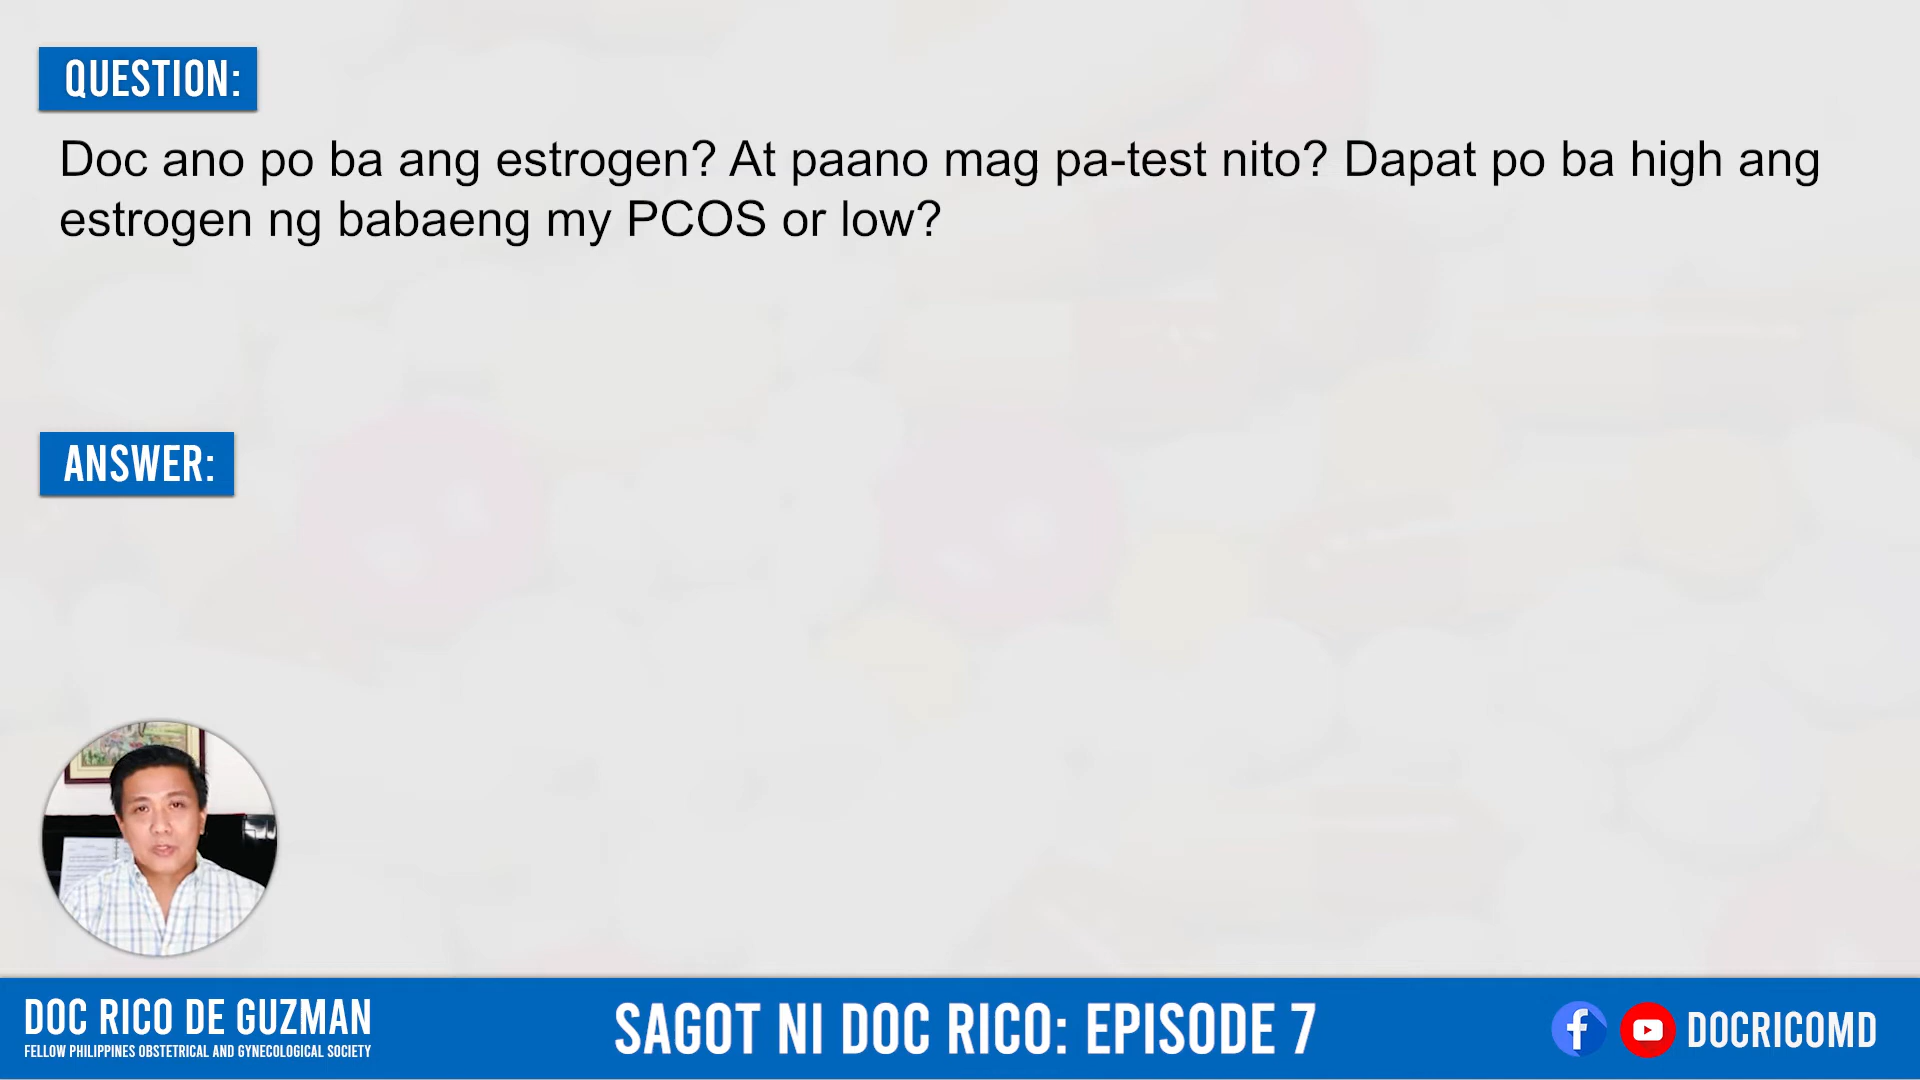 QUESTION:
Doc ano po ba ang estrogen? At paano mag pa-test nito? Dapat po ba high ang
estrogen ng babaeng my PCOS or low?
ANSWER:
DOC RICO DE GUZMAN
FELLOW PHILIPPINES OBSTETRICAL AND GYNECOLOGICAL SOCIETY
SAGOT NI DOC RICO: EPISODE 7
DOCRICOMD